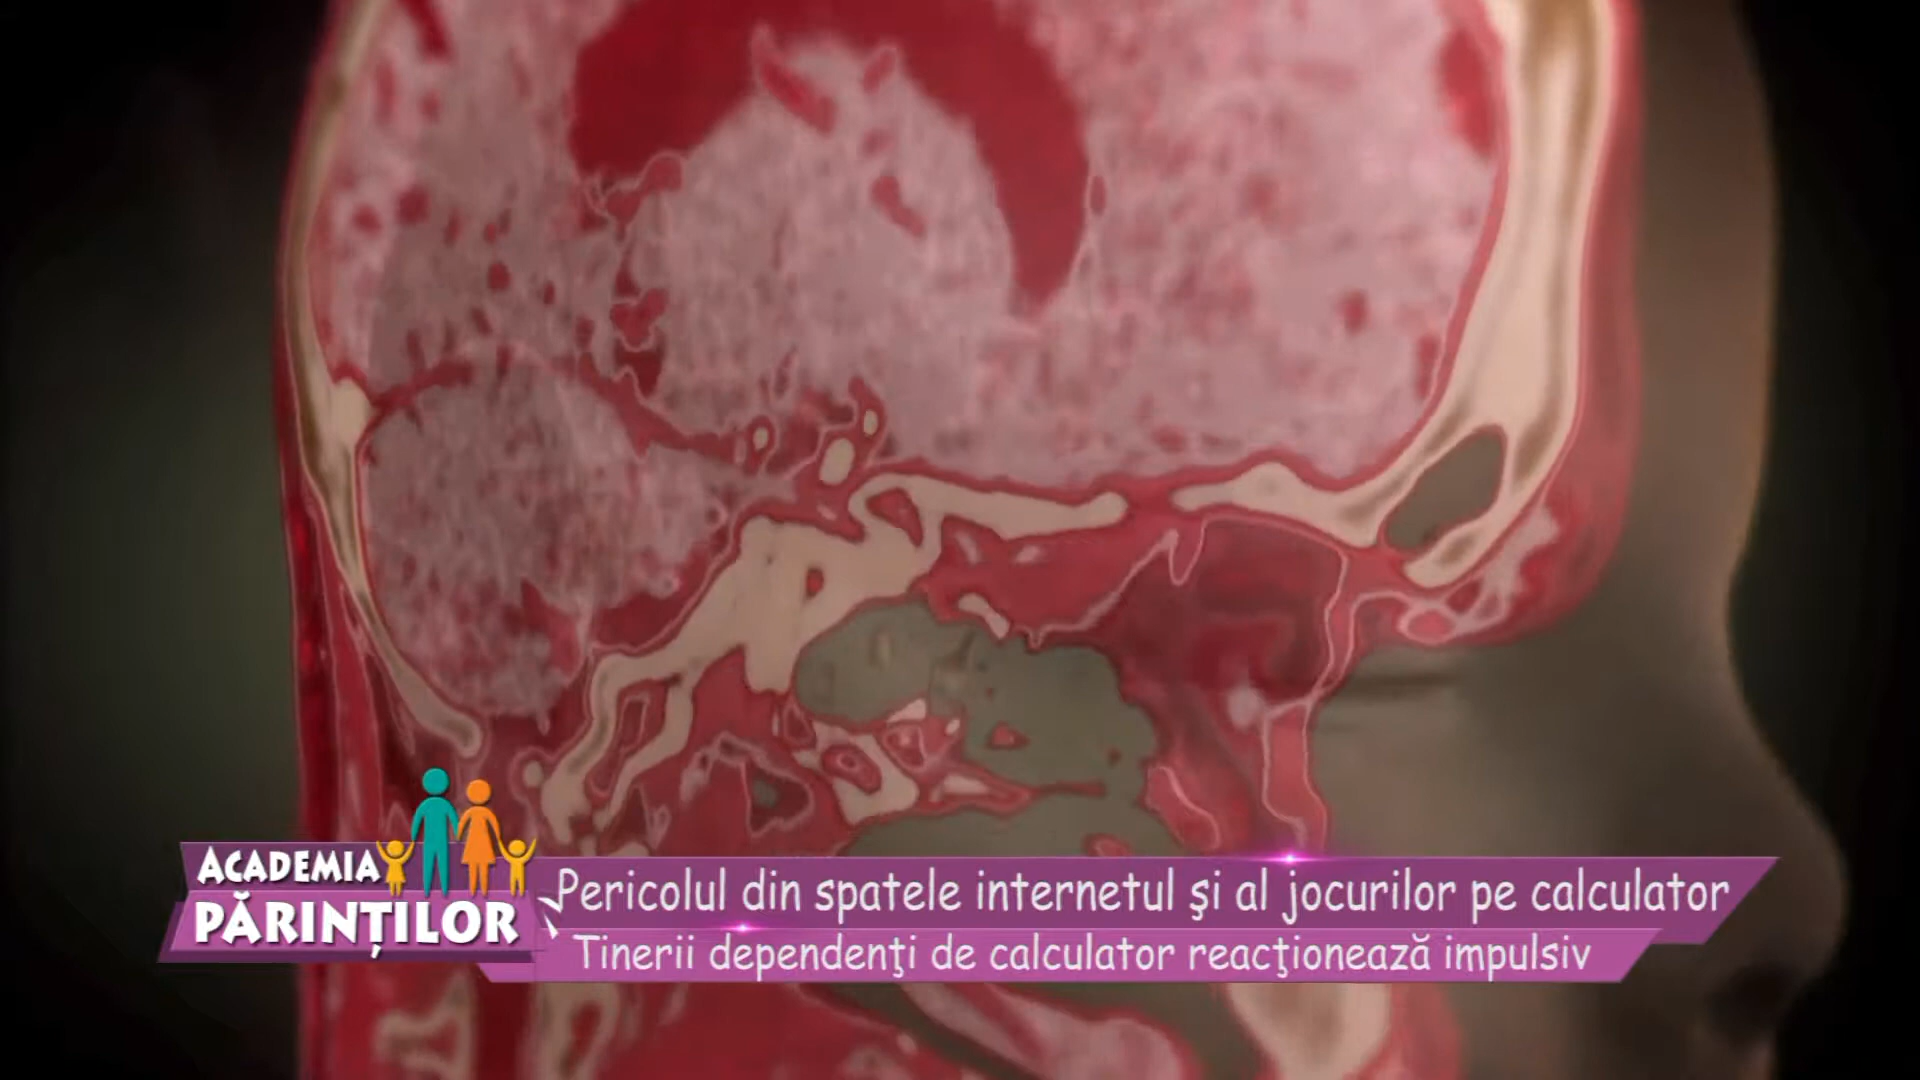 ACADEMIA
PĂRINȚILOR
Pericolul din spatele internetul şi al jocurilor pe calculator
Tinerii dependenţi de calculator reacţionează impulsiv